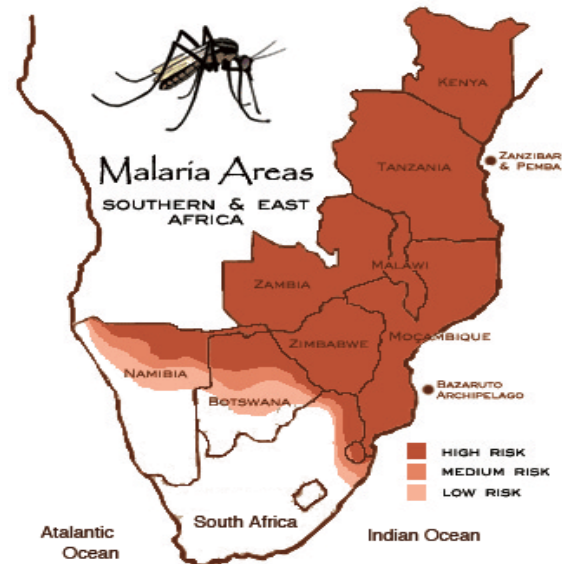 KENYA
TANZANIA
ZANZIBAR
& PEMBA
Malaria Areas
SOUTHERN & EAST
AFRICA
MALAWI
ZAMBIA
ZIMBABWE
MOÇAMBIQUE
NAMIBIA
BOTSWANA
BAZARUTO
ARCHIPELAGO
HIGH RISK
MEDIUM RISK
LOW RISK
South Africa
Atalantic
Ocean
Indian Ocean